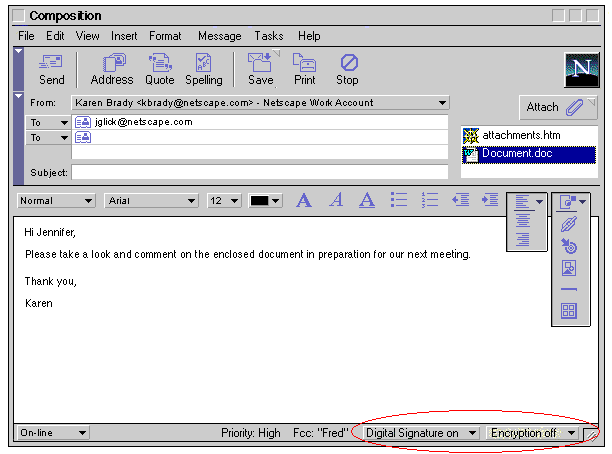 Composition
File Edit View Insert Format Message Tasks Help
Send Address Quote Spelling Save Print Stop
N
From: Karen Brady <kbrady@netscape.com> - Netscape Work Account
Attach
To jglick@netscape.com
To
attachments.htm
Document.doc
Subject:
Normal Arial 12 A A A
Hi Jennifer,
Please take a look and comment on the enclosed document in preparation for our next meeting.
Thank you,
Karen
On-line Priority: High Fcc: "Fred" Digital Signature on Encryption off